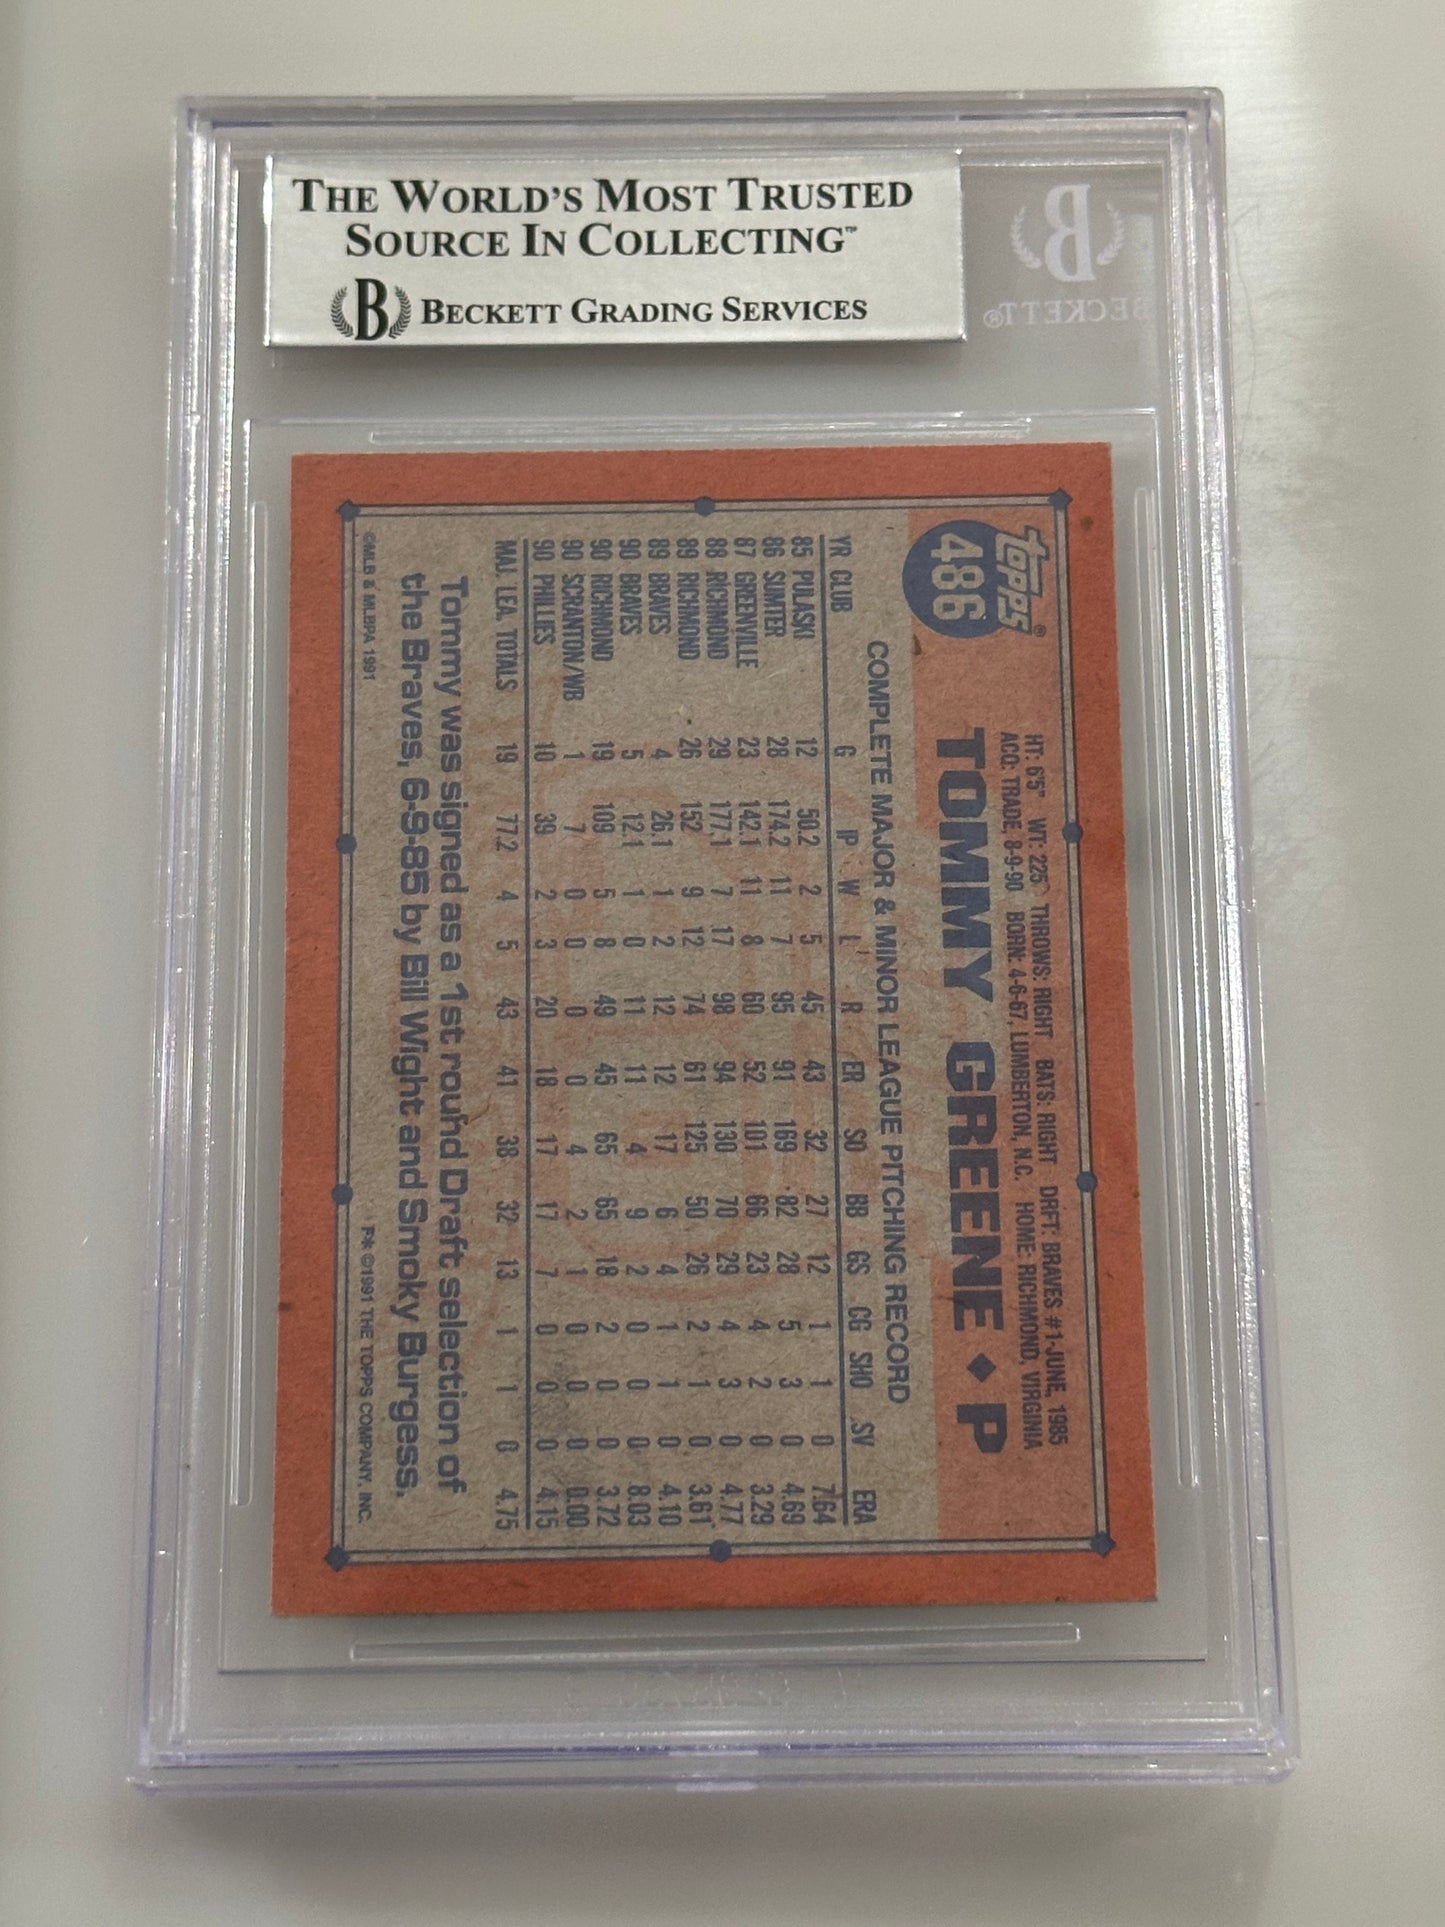 THE WORLD'S MOST TRUSTED
SOURCE IN COLLECTING™
B BECKETT GRADING SERVICES
B
BECKETT®
Topps®
486
HT: 6'5" WT: 225 THROWS: RIGHT BATS: RIGHT DRFT: BRAVES #1-JUNE, 1985
ACQ: TRADE, 8-9-90 BORN: 4-6-67, LUMBERTON, N.C. HOME: RICHMOND, VIRGINIA
TOMMY GREENE ♦ P
COMPLETE MAJOR & MINOR LEAGUE PITCHING RECORD
YR CLUB G IP W L R ER SO BB GS CG SHO SV ERA
85 PULASKI 12 50.2 2 5 45 43 32 27 12 1 1 0 7.64
86 SUMTER 28 174.2 11 7 95 91 169 82 28 5 3 0 4.69
87 GREENVILLE 23 142.1 11 8 60 52 101 66 23 4 2 0 3.29
88 RICHMOND 29 177.1 7 17 98 94 130 70 29 4 3 0 4.77
89 RICHMOND 26 152 9 12 74 61 125 50 26 2 1 0 3.61
89 BRAVES 4 26.1 1 2 12 12 17 6 4 1 1 0 4.10
90 BRAVES 5 12.1 1 0 11 11 4 9 2 0 0 0 8.03
90 RICHMOND 19 109 5 8 49 45 65 65 18 2 0 0 3.72
90 SCRANTON/WB 1 7 0 0 0 0 4 2 1 0 0 0 0.00
90 PHILLIES 10 39 2 3 20 18 17 17 7 0 0 0 4.15
MAJ. LEA. TOTALS 19 77.2 4 5 43 41 38 32 13 1 1 0 4.75
Tommy was signed as a 1st round Draft selection of
the Braves, 6-9-85 by Bill Wight and Smoky Burgess.
©MLB & MLBPA 1991 F* ©1991 THE TOPPS COMPANY, INC.